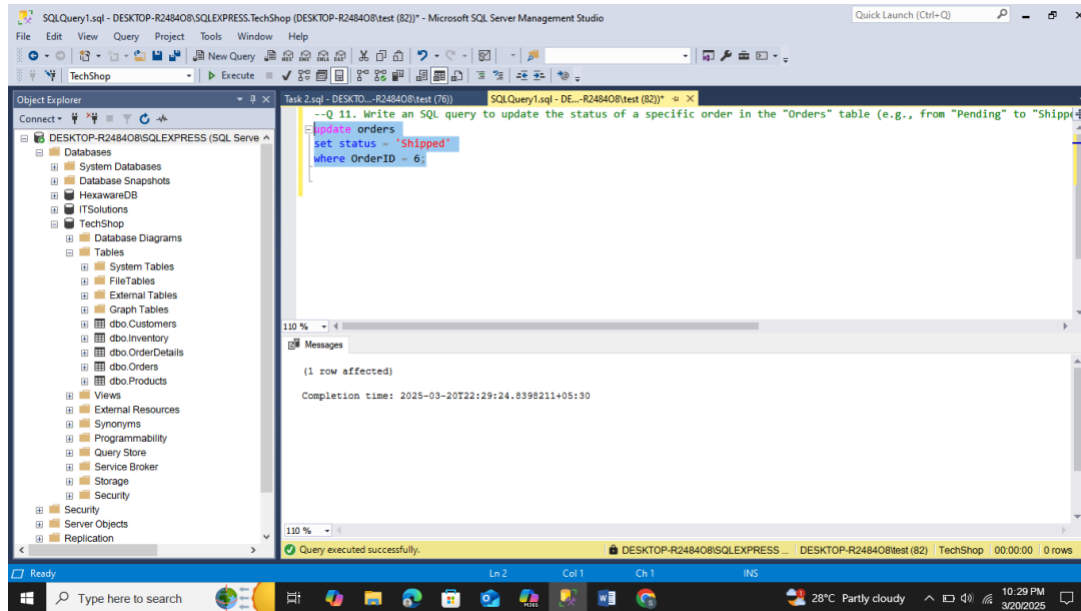 SQLQuery1.sql - DESKTOP-R2484O8\SQLEXPRESS.TechShop (DESKTOP-R2484O8\test (82))* - Microsoft SQL Server Management Studio
Quick Launch (Ctrl+Q)
File Edit View Query Project Tools Window Help
New Query
TechShop
Execute
Object Explorer
Task 2.sql - DESKTO...-R2484O8\test (76))
SQLQuery1.sql - DE...-R2484O8\test (82))*
Connect
DESKTOP-R2484O8\SQLEXPRESS (SQL Serve
Databases
System Databases
Database Snapshots
HexawareDB
ITSolutions
TechShop
Database Diagrams
Tables
System Tables
FileTables
External Tables
Graph Tables
dbo.Customers
dbo.Inventory
dbo.OrderDetails
dbo.Orders
dbo.Products
Views
External Resources
Synonyms
Programmability
Query Store
Service Broker
Storage
Security
Security
Server Objects
Replication
--Q 11. Write an SQL query to update the status of a specific order in the "Orders" table (e.g., from "Pending" to "Shippe
update orders
set status = 'Shipped'
where OrderID = 6;
110 %
Messages
(1 row affected)
Completion time: 2025-03-20T22:29:24.8398211+05:30
110 %
Query executed successfully.
DESKTOP-R2484O8\SQLEXPRESS ... DESKTOP-R2484O8\test (82) TechShop 00:00:00 0 rows
Ready Ln 2 Col 1 Ch 1 INS
Type here to search
28°C Partly cloudy
10:29 PM
3/20/2025